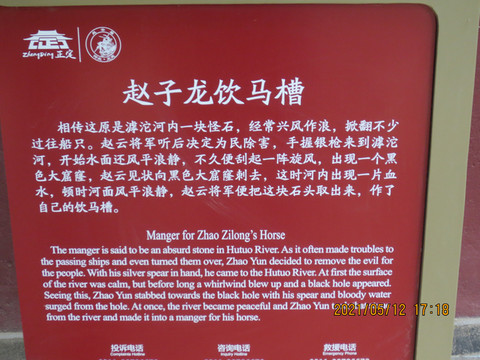 ZhengDing 正定
赵子龙饮马槽
相传这原是滹沱河内一块怪石，经常兴风作浪，掀翻不少
过往船只。赵云将军听后决定为民除害，手握银枪来到滹沱
河，开始水面还风平浪静，不久便刮起一阵旋风，出现一个黑
色大窟窿，赵云见状向黑色大窟窿刺去，这时河内出现一片血
水，顿时河面风平浪静，赵云将军便把这块石头取出来，作了
自己的饮马槽。
Manger for Zhao Zilong's Horse
The manger is said to be an absurd stone in Hutuo River. As it often made troubles to
the passing ships and even turned them over, Zhao Yun decided to remove the evil for
the people. With his silver spear in hand, he came to the Hutuo River. At first the surface
of the river was calm, but before long a whirlwind blew up and a black hole appeared.
Seeing this, Zhao Yun stabbed towards the black hole with his spear and bloody water
surged from the hole. At once, the river became peaceful and Zhao Yun took the stone
from the river and made it into a manger for his horse.
2021/05/12 17:18
投诉电话 咨询电话 救援电话
Complaints Hotline Inquiry Hotline Emergency Phone